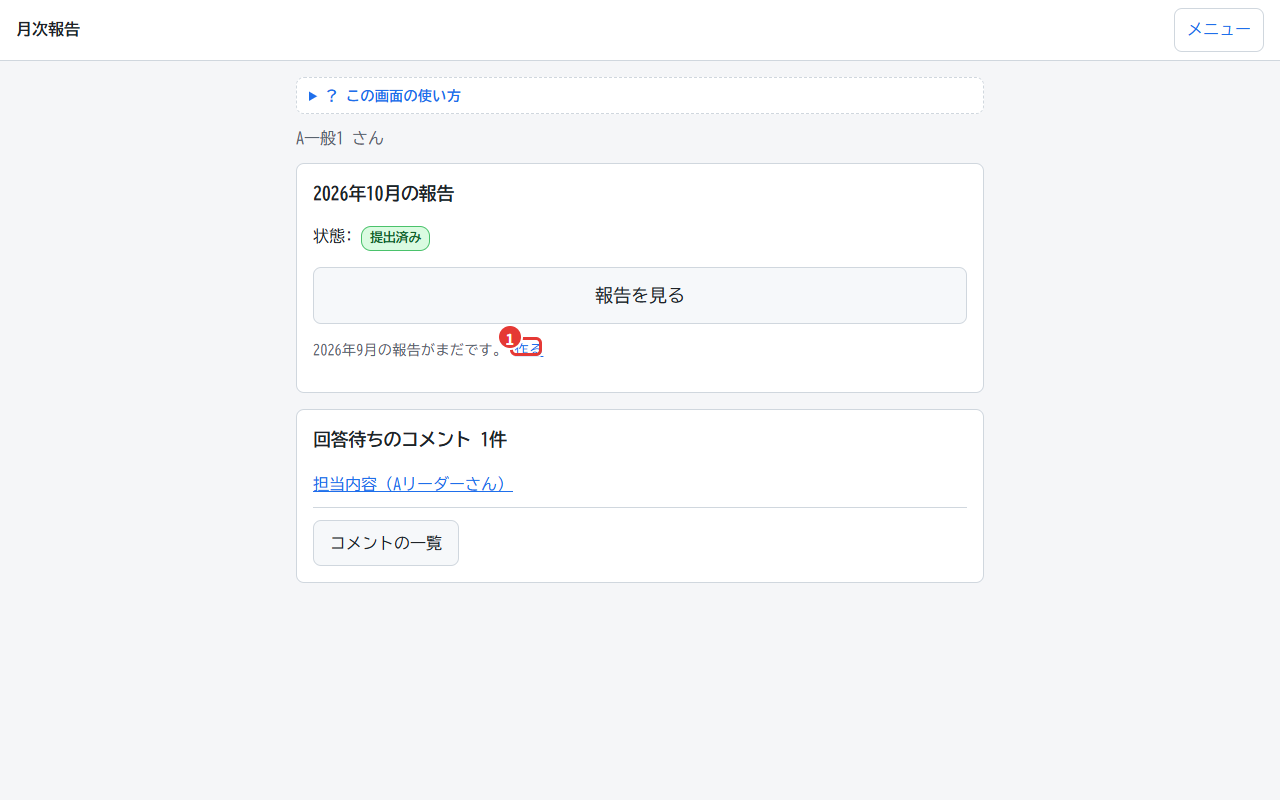 月次報告
メニュー
▶ ? この画面の使い方
A一般1 さん
2026年10月の報告
状態: 提出済み
報告を見る
2026年9月の報告がまだです。 1 作る
回答待ちのコメント 1件
担当内容（Aリーダーさん）
コメントの一覧